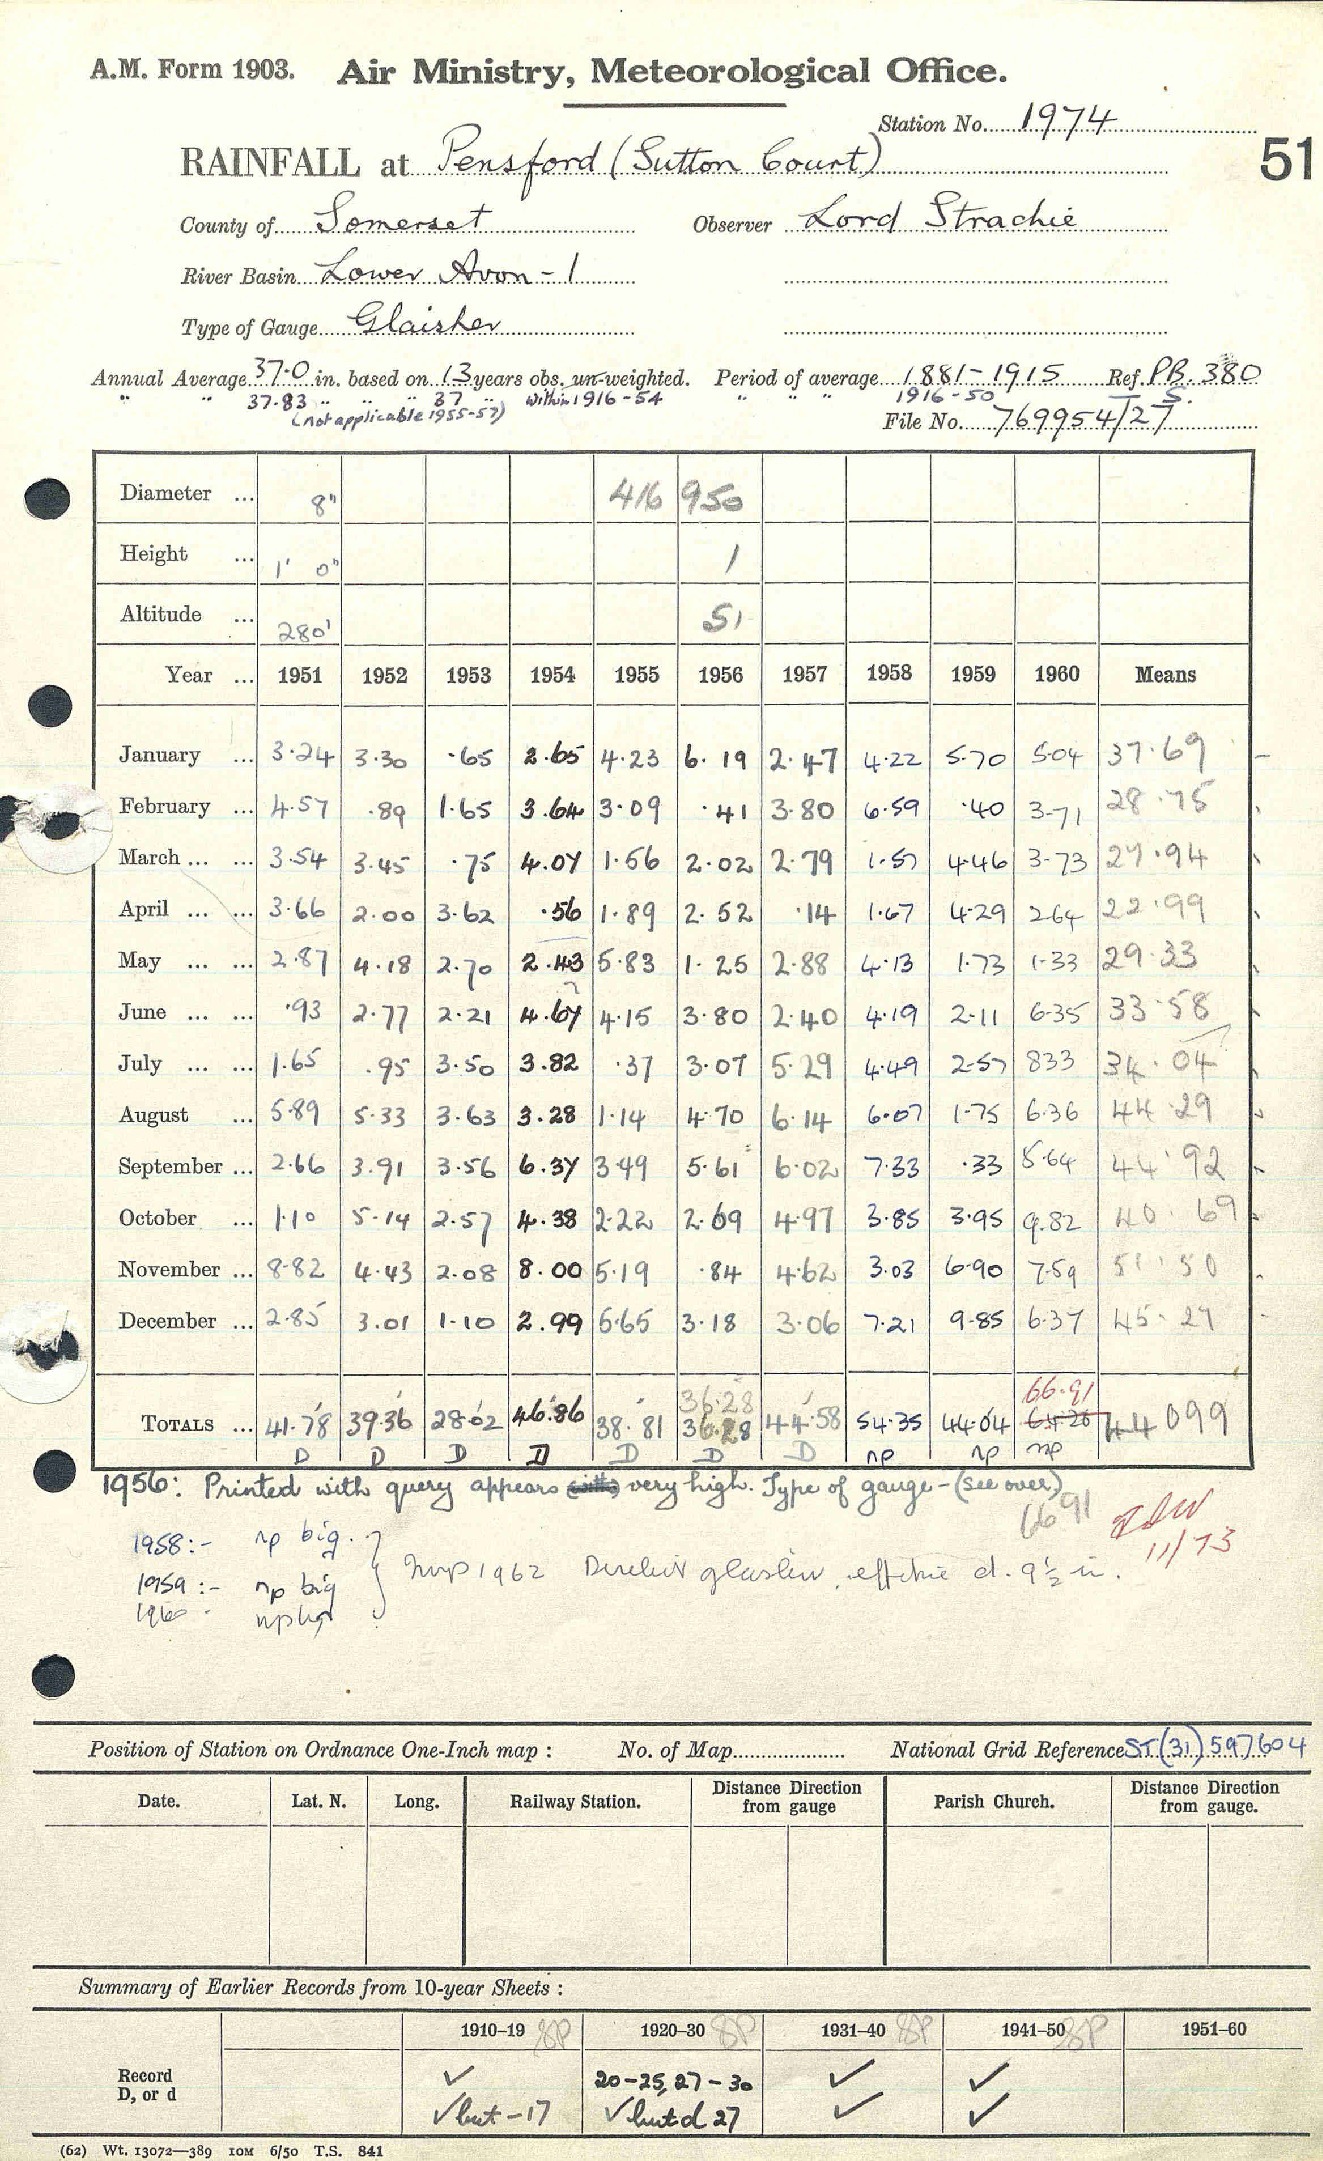 A.M. Form 1903. Air Ministry, Meteorological Office.
Station No. 1974
RAINFALL at Pensford (Sutton Court)
51
County of Somerset Observer Lord Strachie
River Basin Lower Avon - 1
Type of Gauge Glaisher
Annual Average 37.0 in. based on 13 years obs. un-weighted. Period of average 1881-1915 Ref. P.B. 380
" " 37.83 " " " 37 " within 1916-54 " " " 1916-50 S.
(not applicable 1955-57)
File No. 769954/27
Diameter ... 8" 416 950
Height ... 1' 0" 1
Altitude ... 280' 51
Year ... 1951 1952 1953 1954 1955 1956 1957 1958 1959 1960 Means
January ... 3.24 3.30 .65 2.65 4.23 6.19 2.47 4.22 5.70 5.04 37.69
February ... 4.57 .89 1.65 3.64 3.09 .41 3.80 6.59 .40 3.71 28.75
March ... ... 3.54 3.45 .75 4.07 1.56 2.02 2.79 1.57 4.46 3.73 27.94
April ... ... 3.66 2.00 3.62 .56 1.89 2.52 .14 1.67 4.29 2.64 22.99
May ... ... 2.87 4.18 2.70 2.43 5.83 1.25 2.88 4.13 1.73 1.33 29.33
June ... ... .93 2.77 2.21 4.67 4.15 3.80 2.40 4.19 2.11 6.35 33.58
July ... ... 1.65 .95 3.50 3.82 .37 3.07 5.29 4.49 2.57 8.33 34.04
August ... 5.89 5.33 3.63 3.28 1.14 4.70 6.14 6.07 1.75 6.36 44.29
September ... 2.66 3.91 3.56 6.37 3.49 5.61 6.02 7.33 .33 5.64 44.92
October ... 1.10 5.14 2.57 4.38 2.22 2.69 4.97 3.85 3.95 9.82 40.69
November ... 8.82 4.43 2.08 8.00 5.19 .84 4.62 3.03 6.90 7.59 51.50
December ... 2.85 3.01 1.10 2.99 5.65 3.18 3.06 7.21 9.85 6.37 45.27
36.28 66.91
TOTALS ... 41.78 39.36 28.02 46.86 38.81 36.28 44.58 54.35 44.04 64.26 44099
D D D D D D D np np np
1956: Printed with query appears very high. Type of gauge - (see over)
6691
RDW
11/73
1958:- np big.
1959:- np big
1960 -
1962 glaisher effective d. 9½ in.
Position of Station on Ordnance One-Inch map : No. of Map National Grid Reference ST(31)597604
Date. Lat. N. Long. Railway Station. Distance Direction from gauge Parish Church. Distance Direction from gauge.
Summary of Earlier Records from 10-year Sheets :
1910-19 SP 1920-30 SP 1931-40 SP 1941-50 SP 1951-60
Record ✓ 20-25, 27-30 ✓ ✓
D, or d ✓ but -17 ✓ but d 27 ✓ ✓
(62) Wt. 13072—389 10M 6/50 T.S. 841